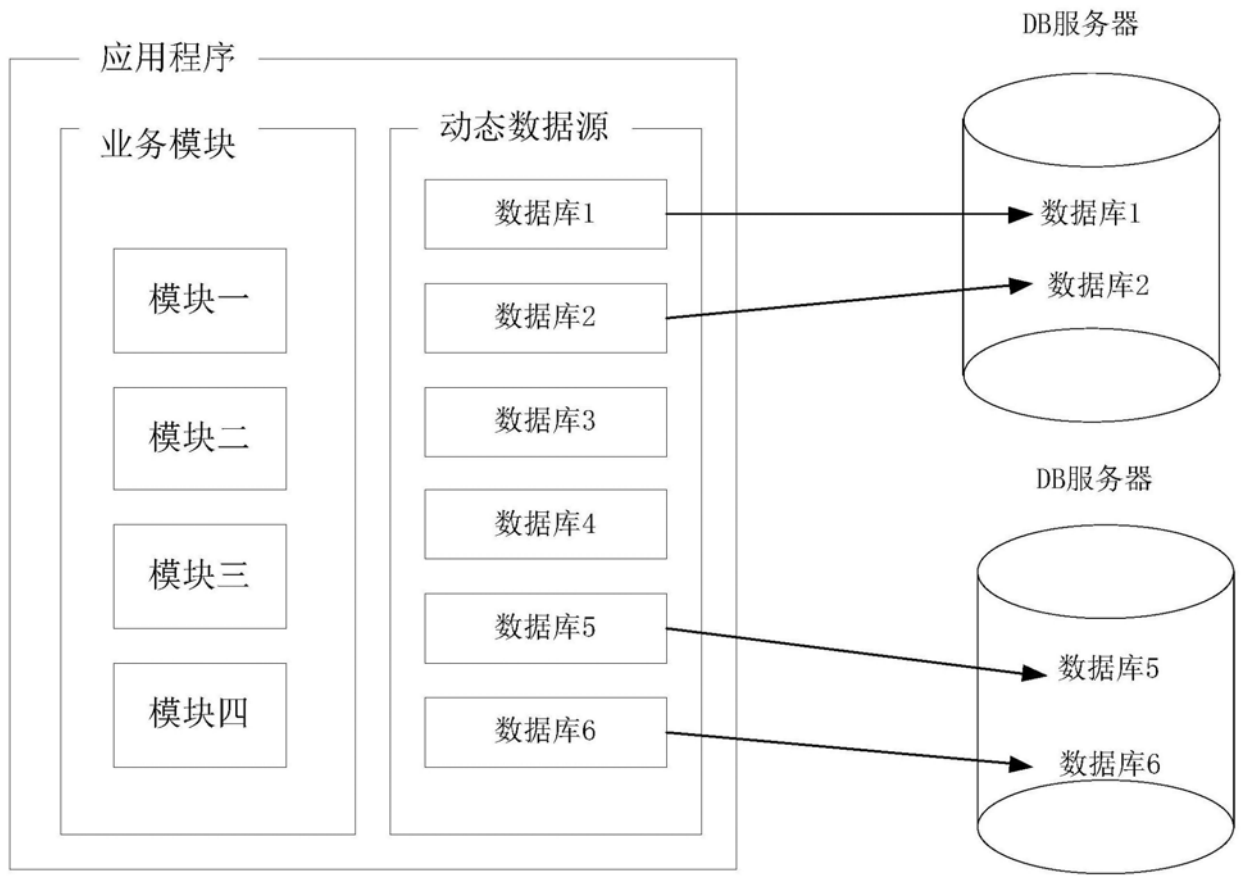 应用程序
业务模块
模块一
模块二
模块三
模块四
动态数据源
数据库1
数据库2
数据库3
数据库4
数据库5
数据库6
DB服务器
数据库1
数据库2
DB服务器
数据库5
数据库6